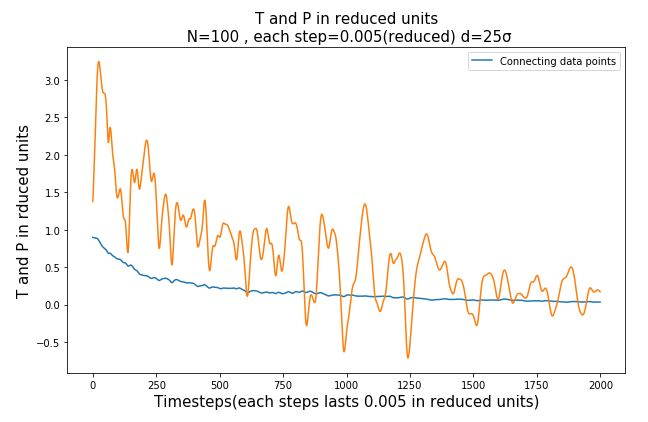 T and P in reduced units
N=100 , each step=0.005(reduced) d=25σ
Connecting data points
T and P in rduced units
3.0
2.5
2.0
1.5
1.0
0.5
0.0
−0.5
0 250 500 750 1000 1250 1500 1750 2000
Timesteps(each steps lasts 0.005 in reduced units)